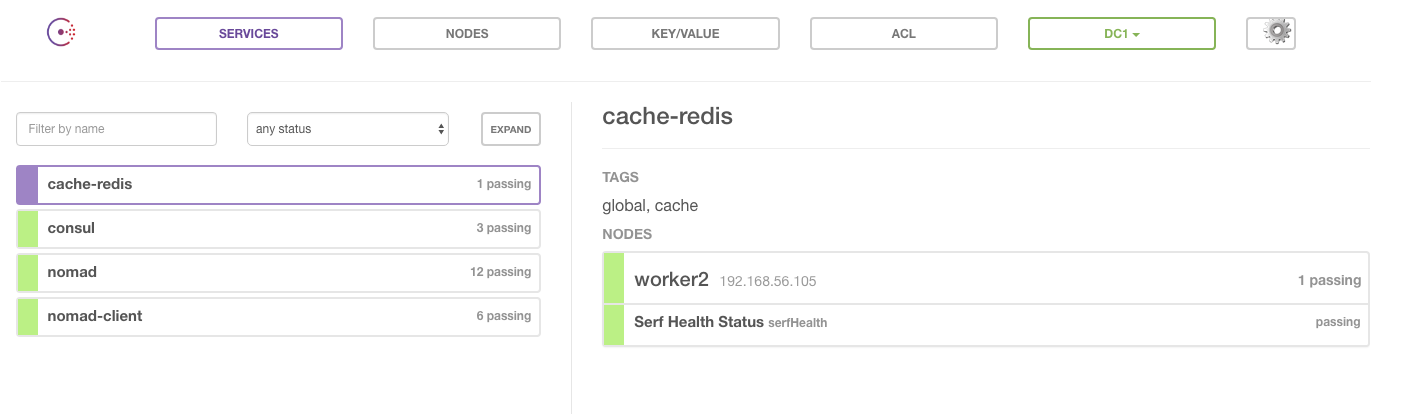 SERVICES NODES KEY/VALUE ACL DC1
Filter by name any status EXPAND
cache-redis 1 passing
consul 3 passing
nomad 12 passing
nomad-client 6 passing
cache-redis
TAGS
global, cache
NODES
worker2 192.168.56.105 1 passing
Serf Health Status serfHealth passing